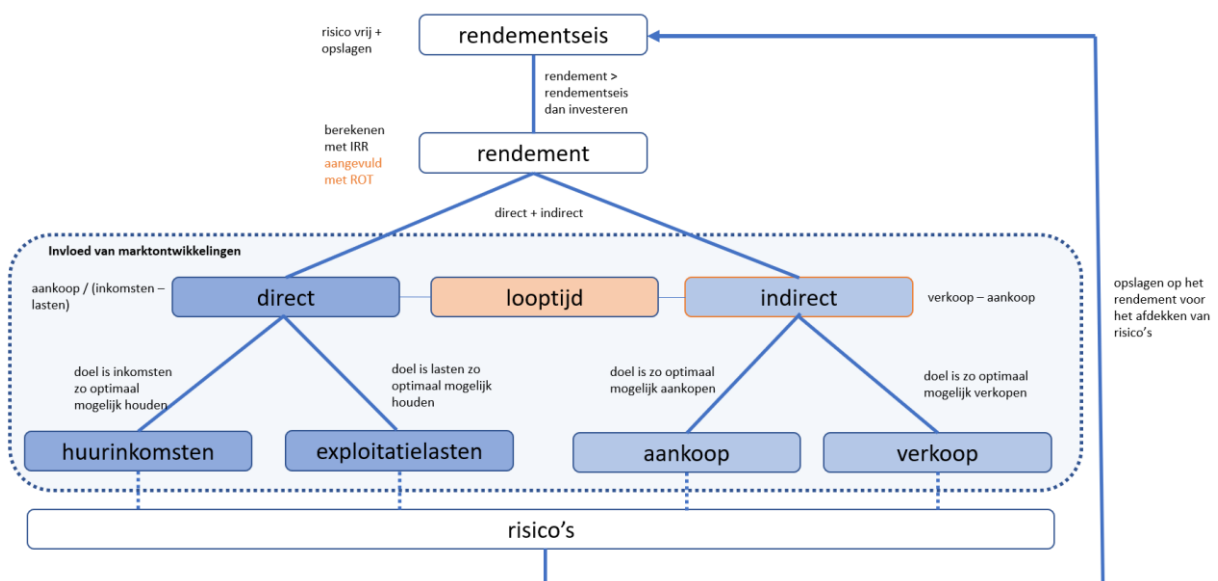 risico vrij +
opslagen
rendementseis
rendement >
rendementseis
dan investeren
berekenen
met IRR
aangevuld
met ROT
rendement
direct + indirect
Invloed van marktontwikkelingen
aankoop / (inkomsten –
lasten)
direct
looptijd
indirect
verkoop – aankoop
opslagen op het
rendement voor
het afdekken van
risico's
doel is inkomsten
zo optimaal
mogelijk houden
doel is lasten zo
optimaal mogelijk
houden
doel is zo optimaal
mogelijk aankopen
doel is zo optimaal
mogelijk verkopen
huurinkomsten
exploitatielasten
aankoop
verkoop
risico's